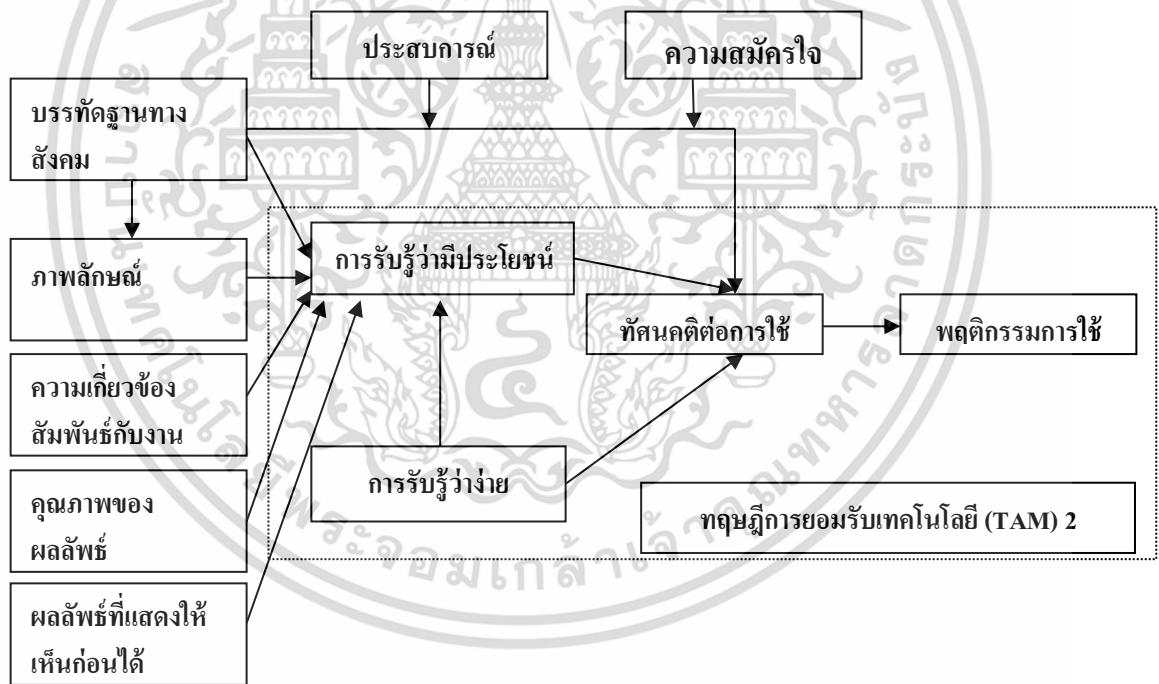 ประสบการณ์
ความสมัครใจ
บรรทัดฐานทาง
สังคม
ภาพลักษณ์
การรับรู้ว่ามีประโยชน์
ทัศนคติต่อการใช้
พฤติกรรมการใช้
ความเกี่ยวข้อง
สัมพันธ์กับงาน
การรับรู้ว่าง่าย
คุณภาพของ
ผลลัพธ์
ทฤษฎีการยอมรับเทคโนโลยี (TAM) 2
ผลลัพธ์ที่แสดงให้
เห็นก่อนได้